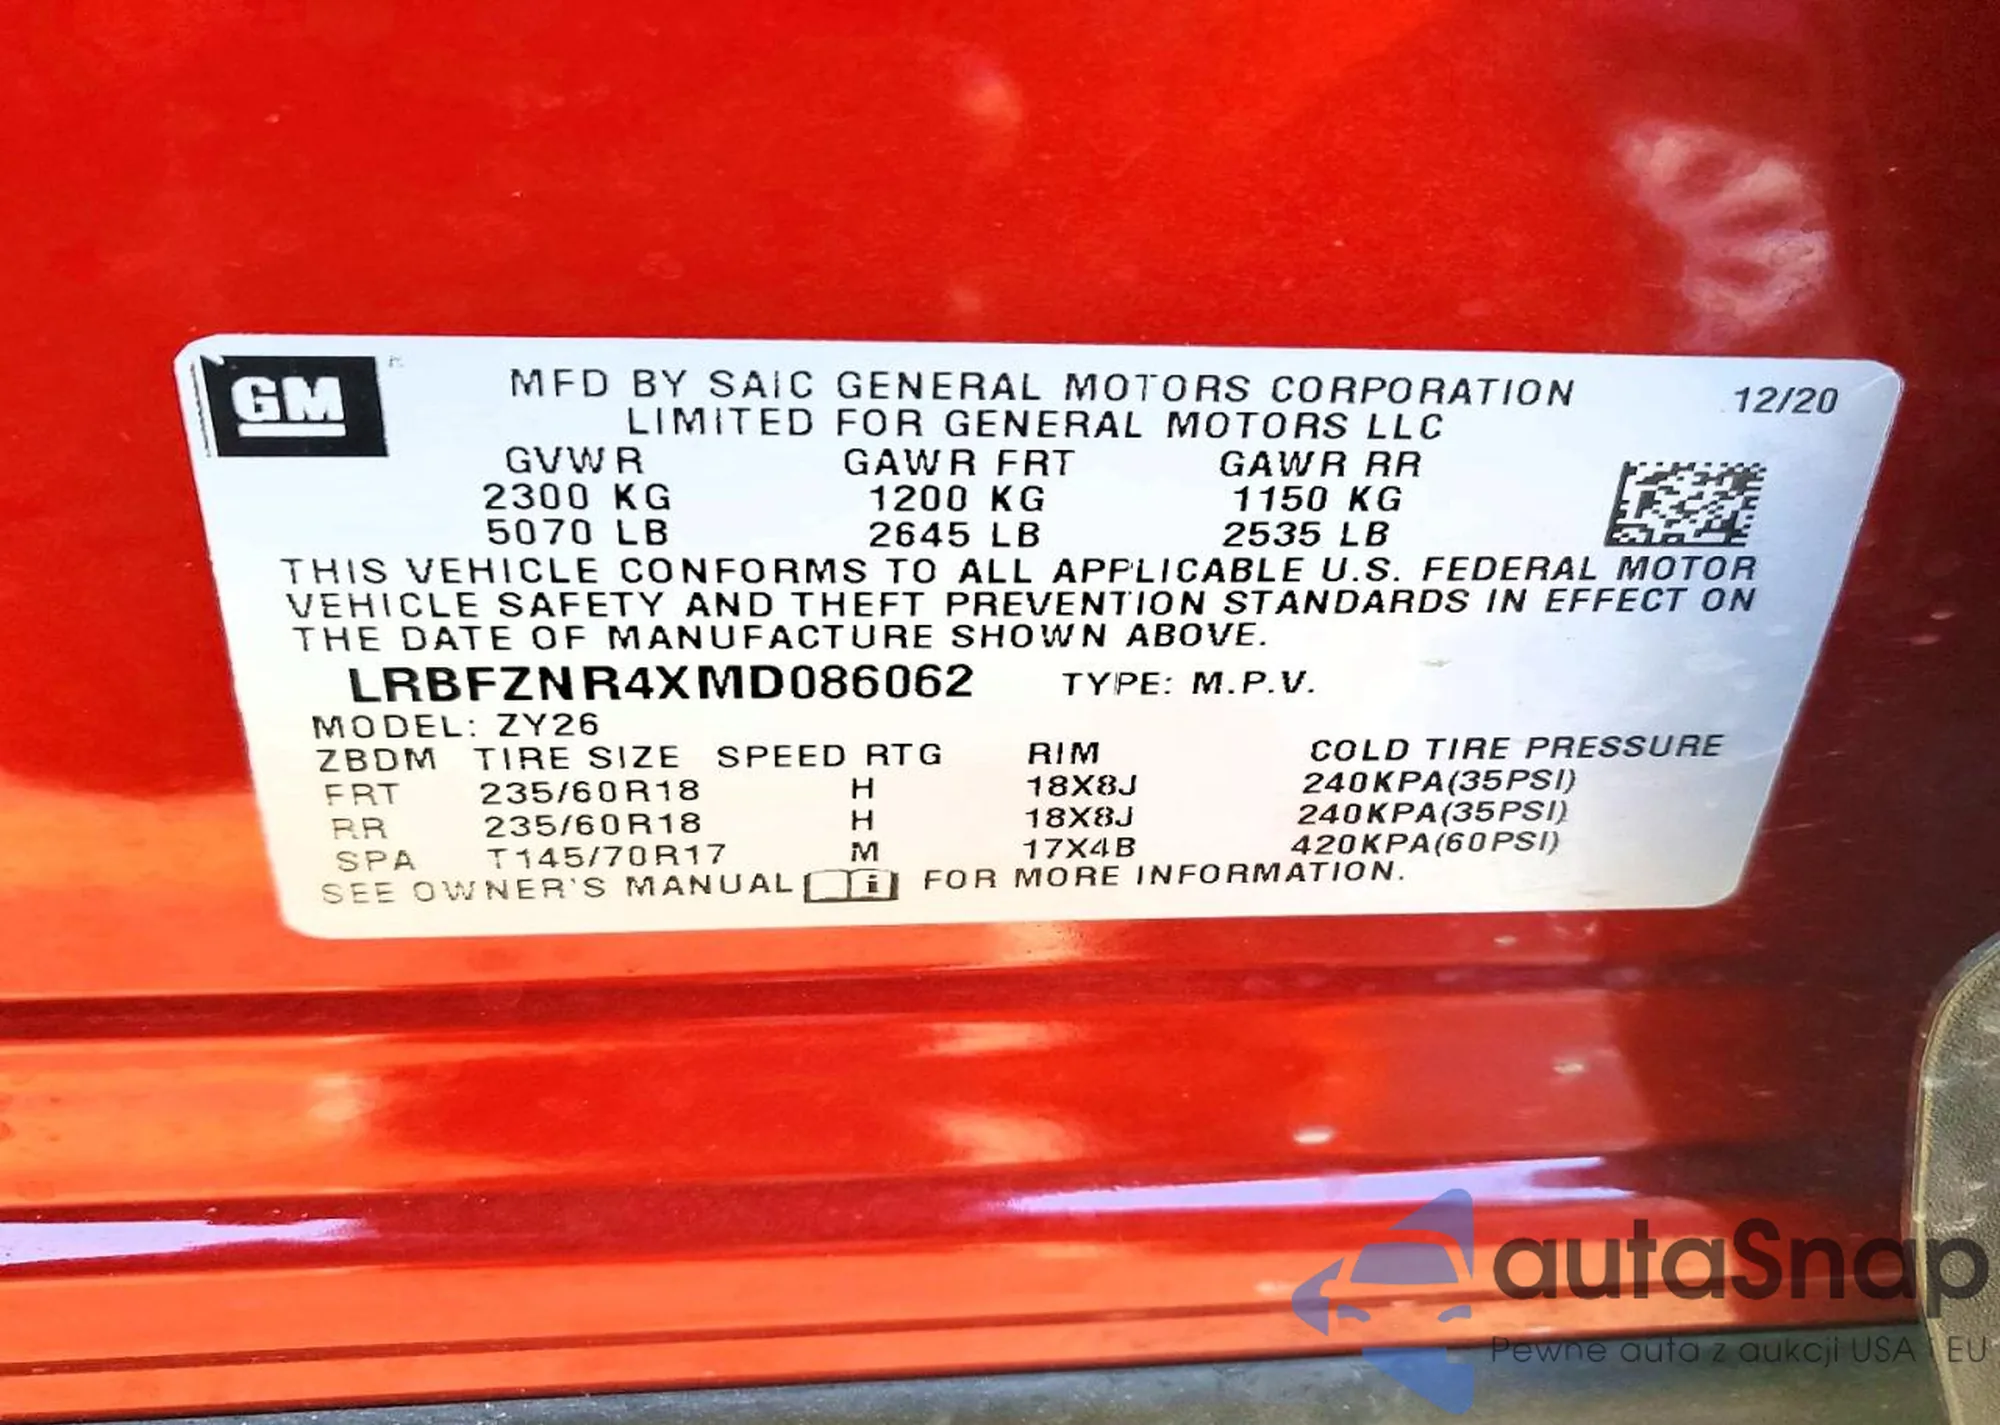 GM
MFD BY SAIC GENERAL MOTORS CORPORATION
LIMITED FOR GENERAL MOTORS LLC
12/20
GVWR GAWR FRT GAWR RR
2300 KG 1200 KG 1150 KG
5070 LB 2645 LB 2535 LB
THIS VEHICLE CONFORMS TO ALL APPLICABLE U.S. FEDERAL MOTOR
VEHICLE SAFETY AND THEFT PREVENTION STANDARDS IN EFFECT ON
THE DATE OF MANUFACTURE SHOWN ABOVE.
LRBFZNR4XMD086062 TYPE: M.P.V.
MODEL: ZY26
ZBDM TIRE SIZE SPEED RTG RIM COLD TIRE PRESSURE
FRT 235/60R18 H 18X8J 240KPA(35PSI)
RR 235/60R18 H 18X8J 240KPA(35PSI)
SPA T145/70R17 M 17X4B 420KPA(60PSI)
SEE OWNER'S MANUAL i FOR MORE INFORMATION.
autaSnap
Pewne auta z aukcji USA i EU